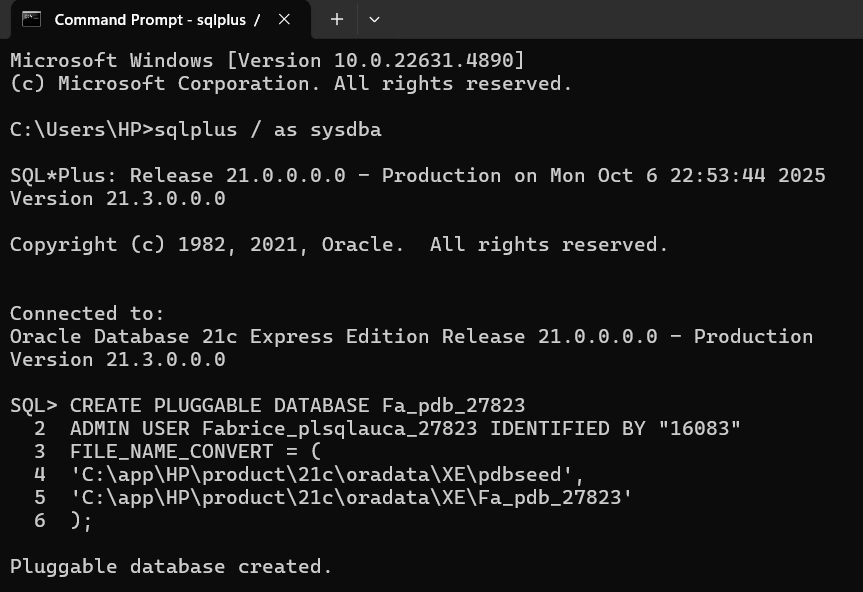 Command Prompt - sqlplus /
Microsoft Windows [Version 10.0.22631.4890]
(c) Microsoft Corporation. All rights reserved.
C:\Users\HP>sqlplus / as sysdba
SQL*Plus: Release 21.0.0.0.0 - Production on Mon Oct 6 22:53:44 2025
Version 21.3.0.0.0
Copyright (c) 1982, 2021, Oracle.  All rights reserved.
Connected to:
Oracle Database 21c Express Edition Release 21.0.0.0.0 - Production
Version 21.3.0.0.0
SQL> CREATE PLUGGABLE DATABASE Fa_pdb_27823
  2  ADMIN USER Fabrice_plsqlauca_27823 IDENTIFIED BY "16083"
  3  FILE_NAME_CONVERT = (
  4  'C:\app\HP\product\21c\oradata\XE\pdbseed',
  5  'C:\app\HP\product\21c\oradata\XE\Fa_pdb_27823'
  6  );
Pluggable database created.